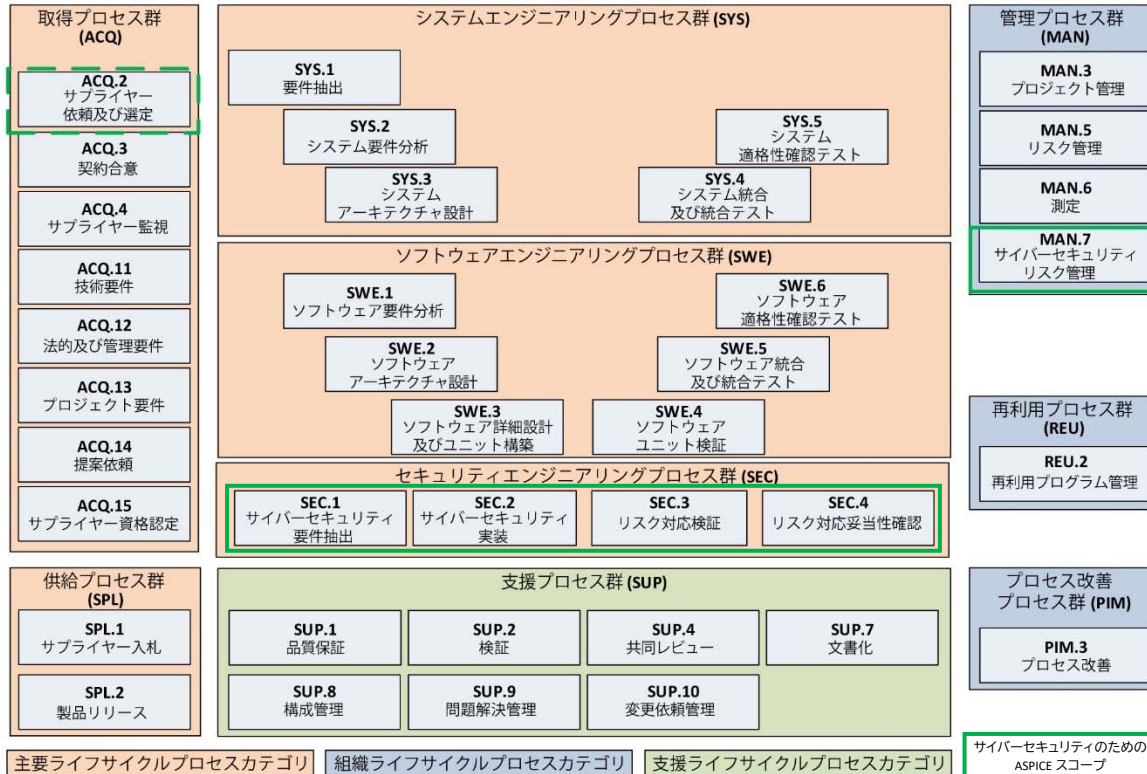 取得プロセス群
(ACQ)
ACQ.2
サプライヤー
依頼及び選定
ACQ.3
契約合意
ACQ.4
サプライヤー監視
ACQ.11
技術要件
ACQ.12
法的及び管理要件
ACQ.13
プロジェクト要件
ACQ.14
提案依頼
ACQ.15
サプライヤー資格認定
システムエンジニアリングプロセス群 (SYS)
SYS.1
要件抽出
SYS.2
システム要件分析
SYS.3
システム
アーキテクチャ設計
SYS.5
システム
適格性確認テスト
SYS.4
システム統合
及び統合テスト
ソフトウェアエンジニアリングプロセス群 (SWE)
SWE.1
ソフトウェア要件分析
SWE.2
ソフトウェア
アーキテクチャ設計
SWE.3
ソフトウェア詳細設計
及びユニット構築
SWE.6
ソフトウェア
適格性確認テスト
SWE.5
ソフトウェア統合
及び統合テスト
SWE.4
ソフトウェア
ユニット検証
セキュリティエンジニアリングプロセス群 (SEC)
SEC.1
サイバーセキュリティ
要件抽出
SEC.2
サイバーセキュリティ
実装
SEC.3
リスク対応検証
SEC.4
リスク対応妥当性確認
管理プロセス群
(MAN)
MAN.3
プロジェクト管理
MAN.5
リスク管理
MAN.6
測定
MAN.7
サイバーセキュリティ
リスク管理
再利用プロセス群
(REU)
REU.2
再利用プログラム管理
供給プロセス群
(SPL)
SPL.1
サプライヤー入札
SPL.2
製品リリース
支援プロセス群 (SUP)
SUP.1
品質保証
SUP.2
検証
SUP.4
共同レビュー
SUP.7
文書化
SUP.8
構成管理
SUP.9
問題解決管理
SUP.10
変更依頼管理
プロセス改善
プロセス群 (PIM)
PIM.3
プロセス改善
主要ライフサイクルプロセスカテゴリ
組織ライフサイクルプロセスカテゴリ
支援ライフサイクルプロセスカテゴリ
サイバーセキュリティのための
ASPICE スコープ